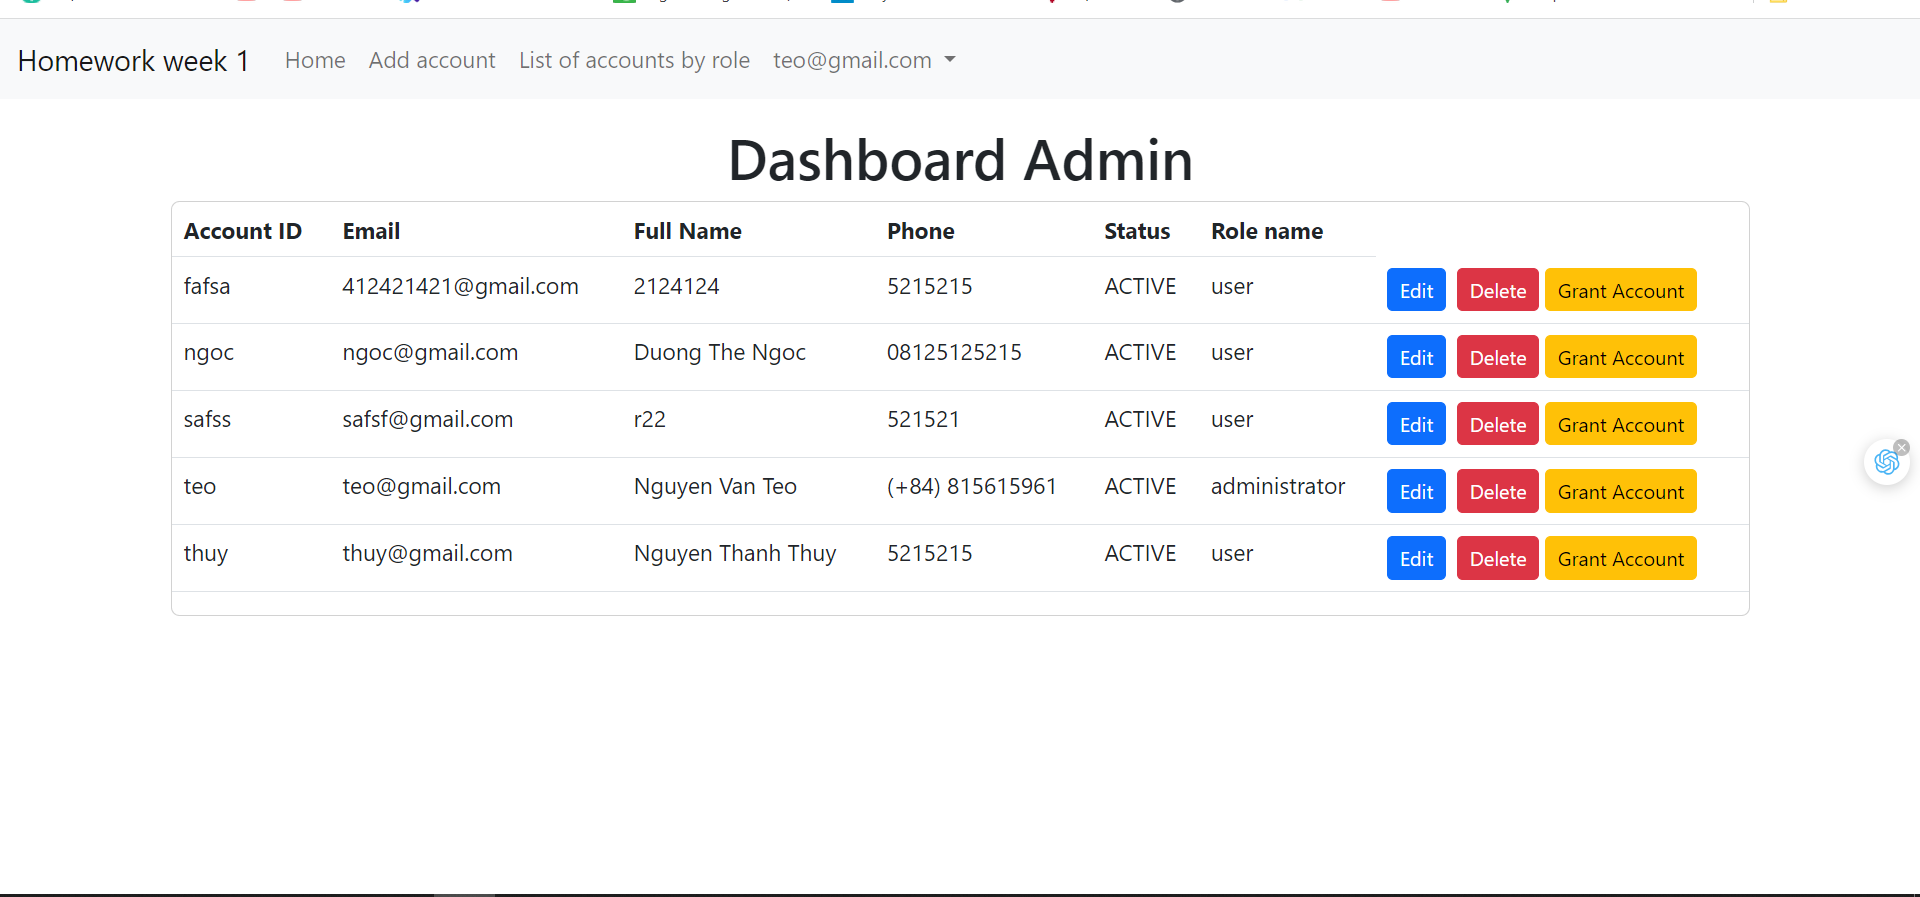 Homework week 1 Home Add account List of accounts by role teo@gmail.com
Dashboard Admin
Account ID Email Full Name Phone Status Role name
fafsa 412421421@gmail.com 2124124 5215215 ACTIVE user Edit Delete Grant Account
ngoc ngoc@gmail.com Duong The Ngoc 08125125215 ACTIVE user Edit Delete Grant Account
safss safsf@gmail.com r22 521521 ACTIVE user Edit Delete Grant Account
teo teo@gmail.com Nguyen Van Teo (+84) 815615961 ACTIVE administrator Edit Delete Grant Account
thuy thuy@gmail.com Nguyen Thanh Thuy 5215215 ACTIVE user Edit Delete Grant Account